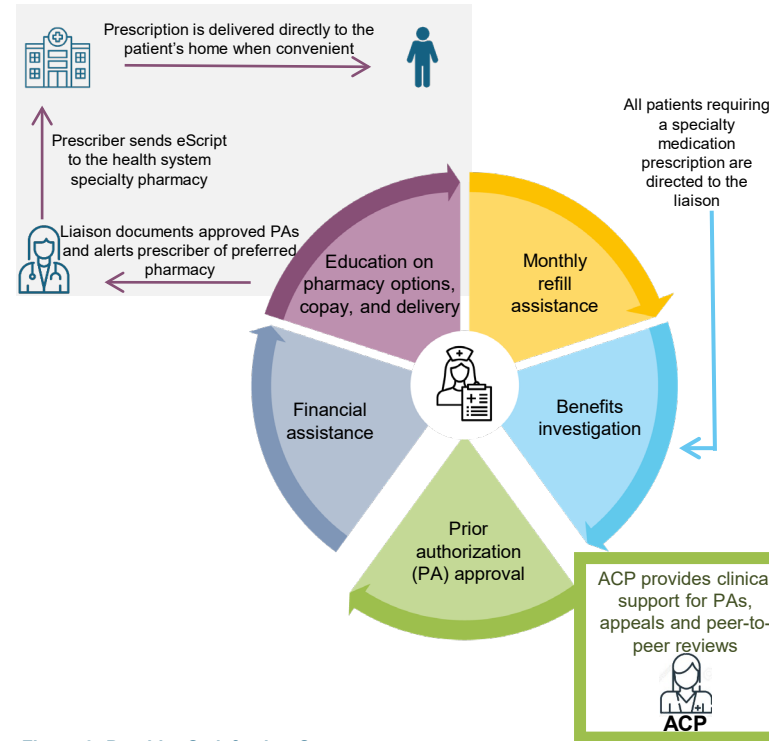 Prescription is delivered directly to the
patient's home when convenient
All patients requiring
a specialty
medication
prescription are
directed to the
liaison
Prescriber sends eScript
to the health system
specialty pharmacy
Liaison documents approved PAs
and alerts prescriber of preferred
pharmacy
Education on
pharmacy options,
copay, and delivery
Monthly
refill
assistance
Financial
assistance
Benefits
investigation
Prior
authorization
(PA) approval
ACP provides clinica
support for PAs,
appeals and peer-to-
peer reviews
ACP